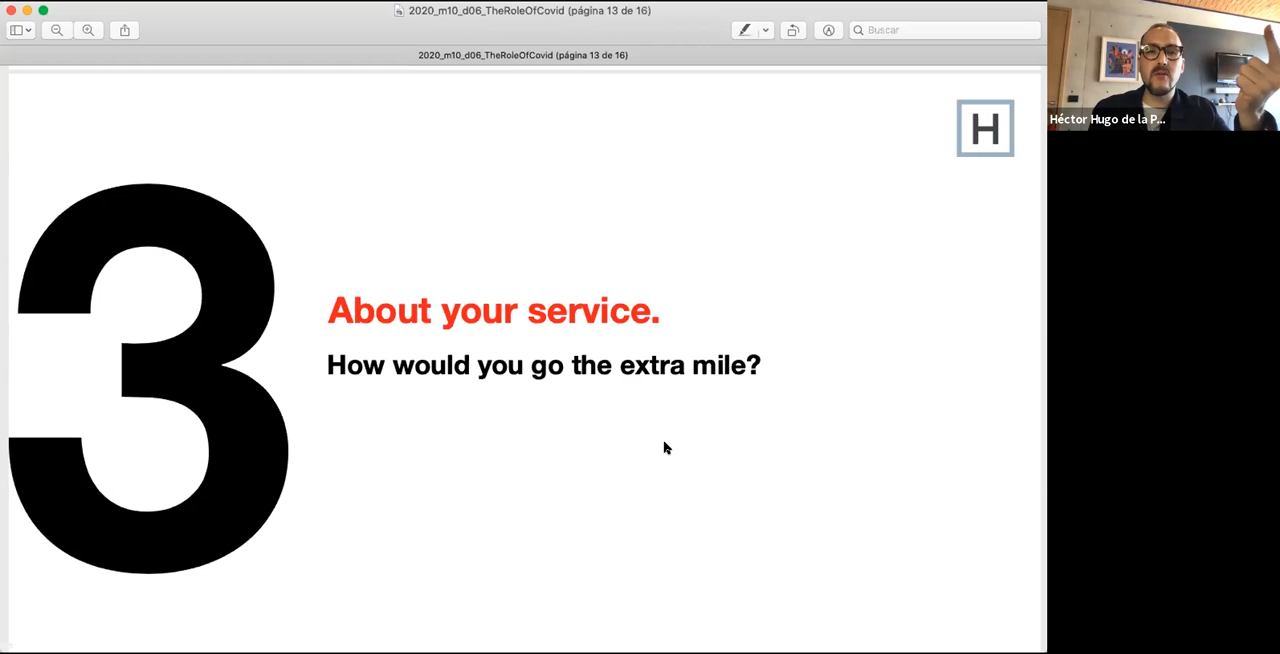 2020_m10_d06_TheRoleOfCovid (página 13 de 16)
Buscar
2020_m10_d06_TheRoleOfCovid (página 13 de 16)
H
3
About your service.
How would you go the extra mile?
Héctor Hugo de la P...